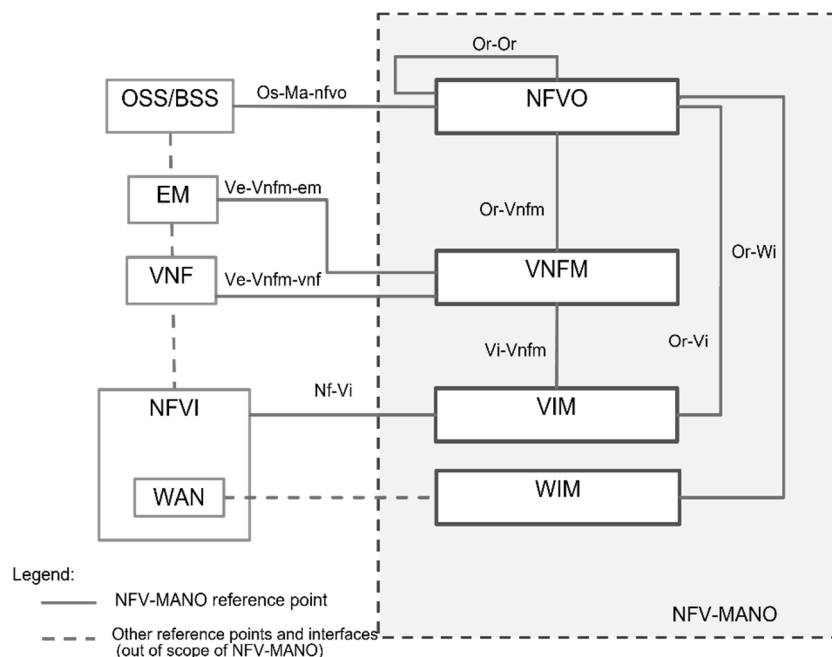 Or-Or
OSS/BSS
Os-Ma-nfvo
NFVO
EM
Ve-Vnfm-em
Or-Vnfm
Or-Wi
VNF
Ve-Vnfm-vnf
VNFM
Vi-Vnfm
Or-Vi
NFVI
Nf-Vi
VIM
WAN
WIM
Legend:
NFV-MANO reference point
Other reference points and interfaces
(out of scope of NFV-MANO)
NFV-MANO